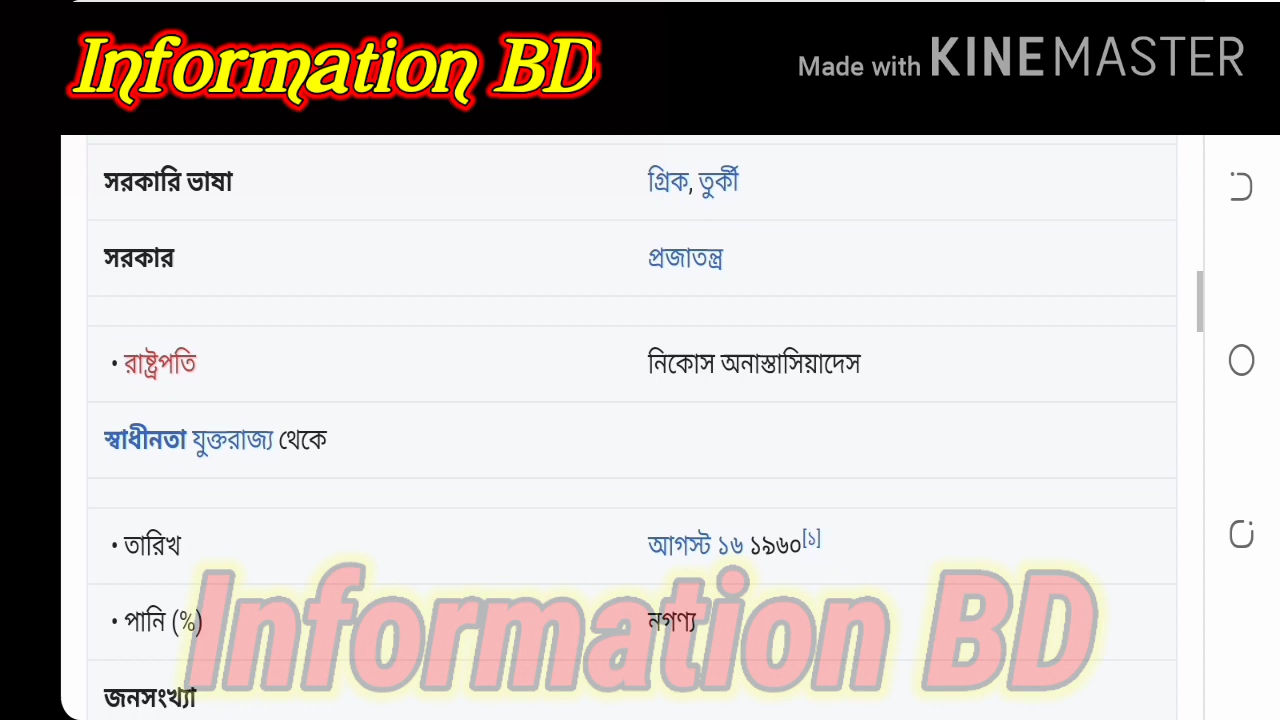 Information BD
Made with KINEMASTER
সরকারি ভাষা গ্রিক, তুর্কী
সরকার প্রজাতন্ত্র
• রাষ্ট্রপতি নিকোস অনাস্তাসিয়াদেস
স্বাধীনতা যুক্তরাজ্য থেকে
• তারিখ আগস্ট ১৬ ১৯৬০[১]
• পানি (%) নগণ্য
Information BD
জনসংখ্যা